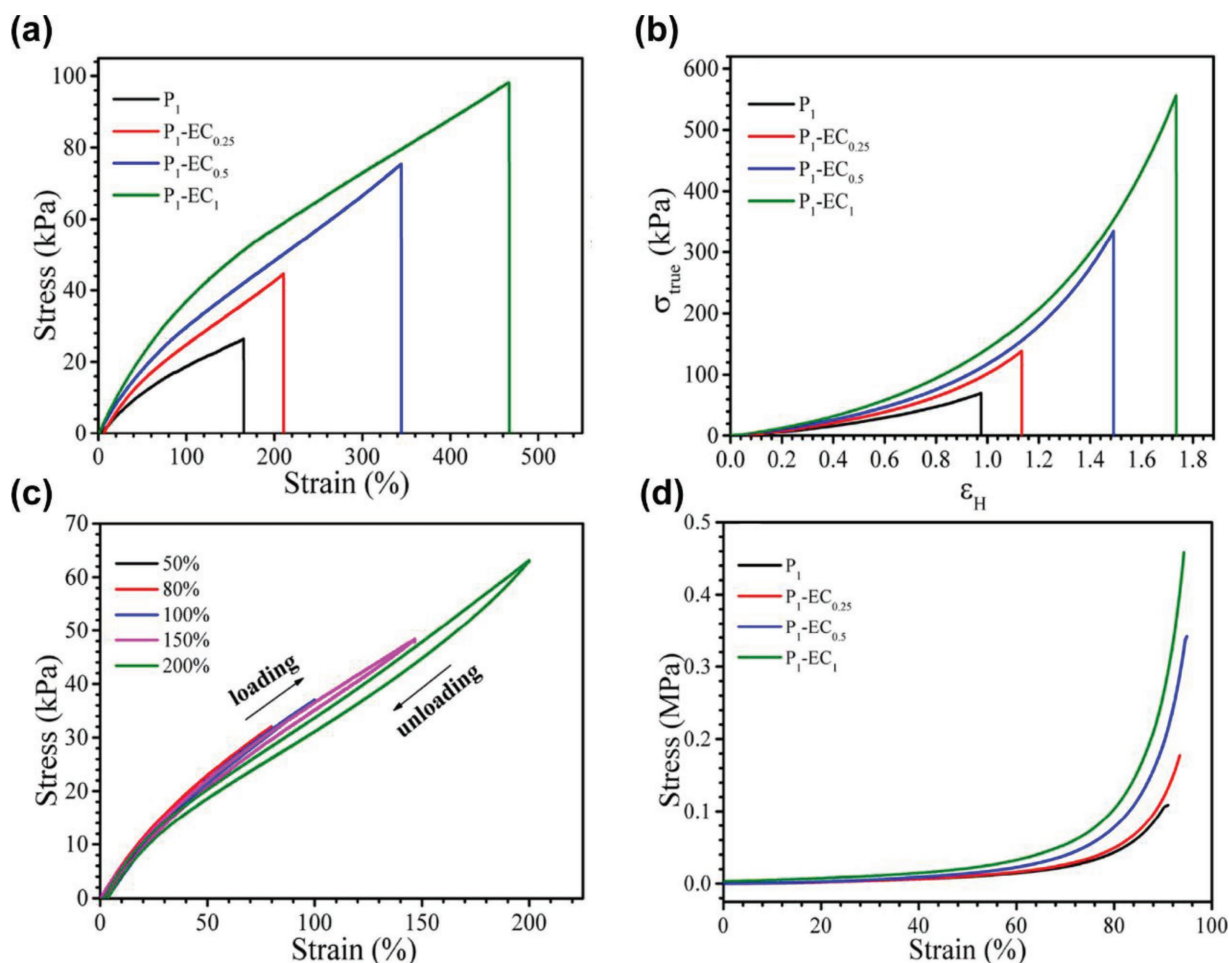 (a)
100
80
60
40
20
0
Stress (kPa)
P₁
P₁-EC₀.₂₅
P₁-EC₀.₅
P₁-EC₁
0 100 200 300 400 500
Strain (%)
(b)
600
500
400
300
200
100
0
σtrue (kPa)
P₁
P₁-EC₀.₂₅
P₁-EC₀.₅
P₁-EC₁
0.0 0.2 0.4 0.6 0.8 1.0 1.2 1.4 1.6 1.8
εH
(c)
70
60
50
40
30
20
10
0
Stress (kPa)
50%
80%
100%
150%
200%
loading
unloading
0 50 100 150 200
Strain (%)
(d)
0.5
0.4
0.3
0.2
0.1
0.0
Stress (MPa)
P₁
P₁-EC₀.₂₅
P₁-EC₀.₅
P₁-EC₁
0 20 40 60 80 100
Strain (%)